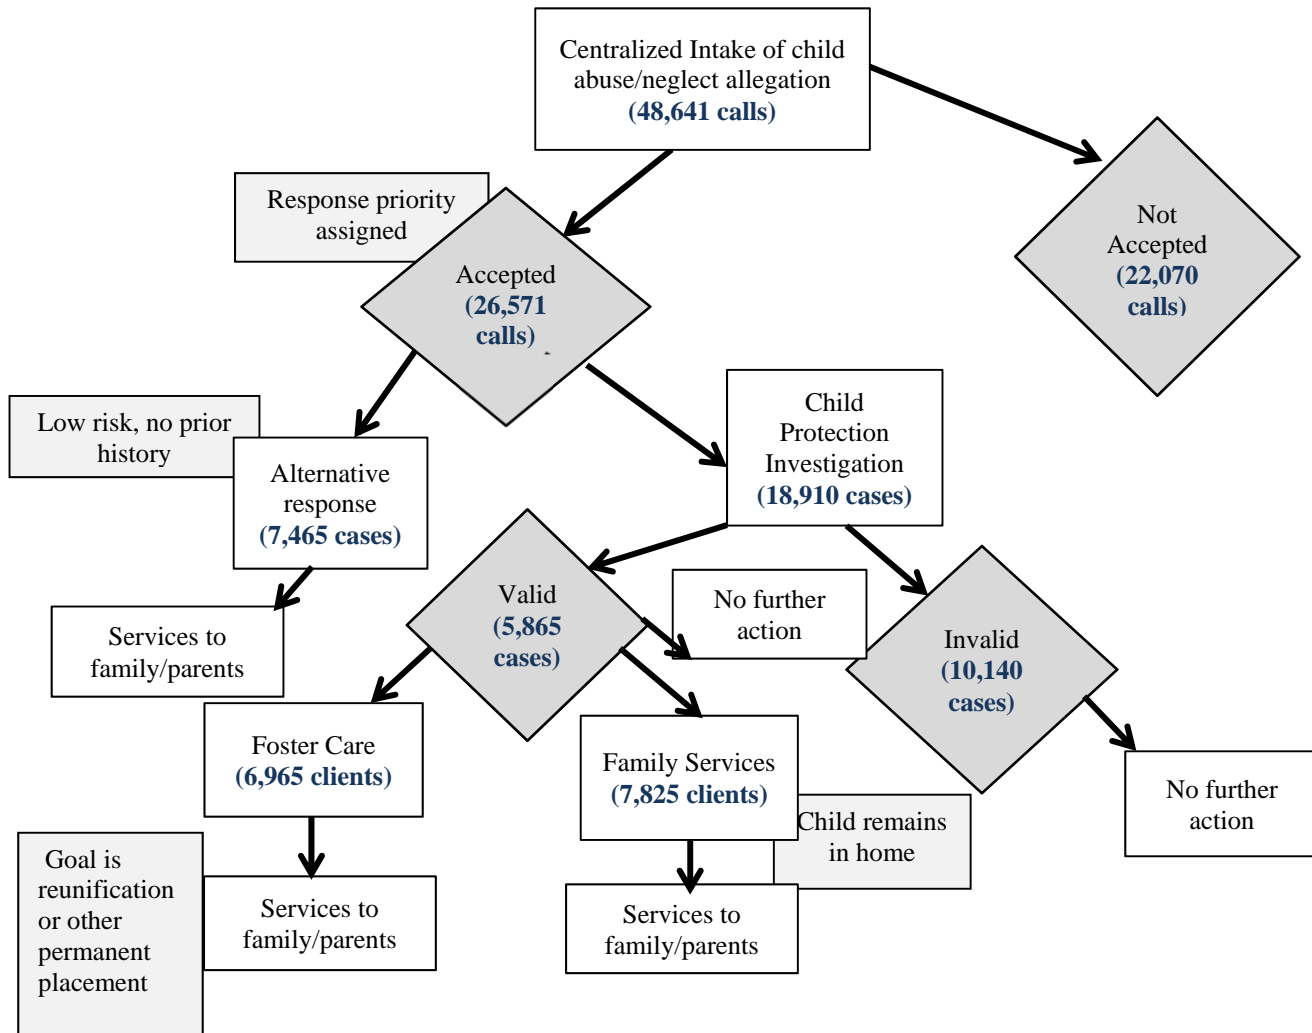 Centralized Intake of child
abuse/neglect allegation
(48,641 calls)
Response priority
assigned
Accepted
(26,571
calls)
Not
Accepted
(22,070
calls)
Low risk, no prior
history
Alternative
response
(7,465 cases)
Child
Protection
Investigation
(18,910 cases)
Services to
family/parents
Valid
(5,865
cases)
No further
action
Invalid
(10,140
cases)
Foster Care
(6,965 clients)
Family Services
(7,825 clients)
No further
action
Child remains
in home
Goal is
reunification
or other
permanent
placement
Services to
family/parents
Services to
family/parents